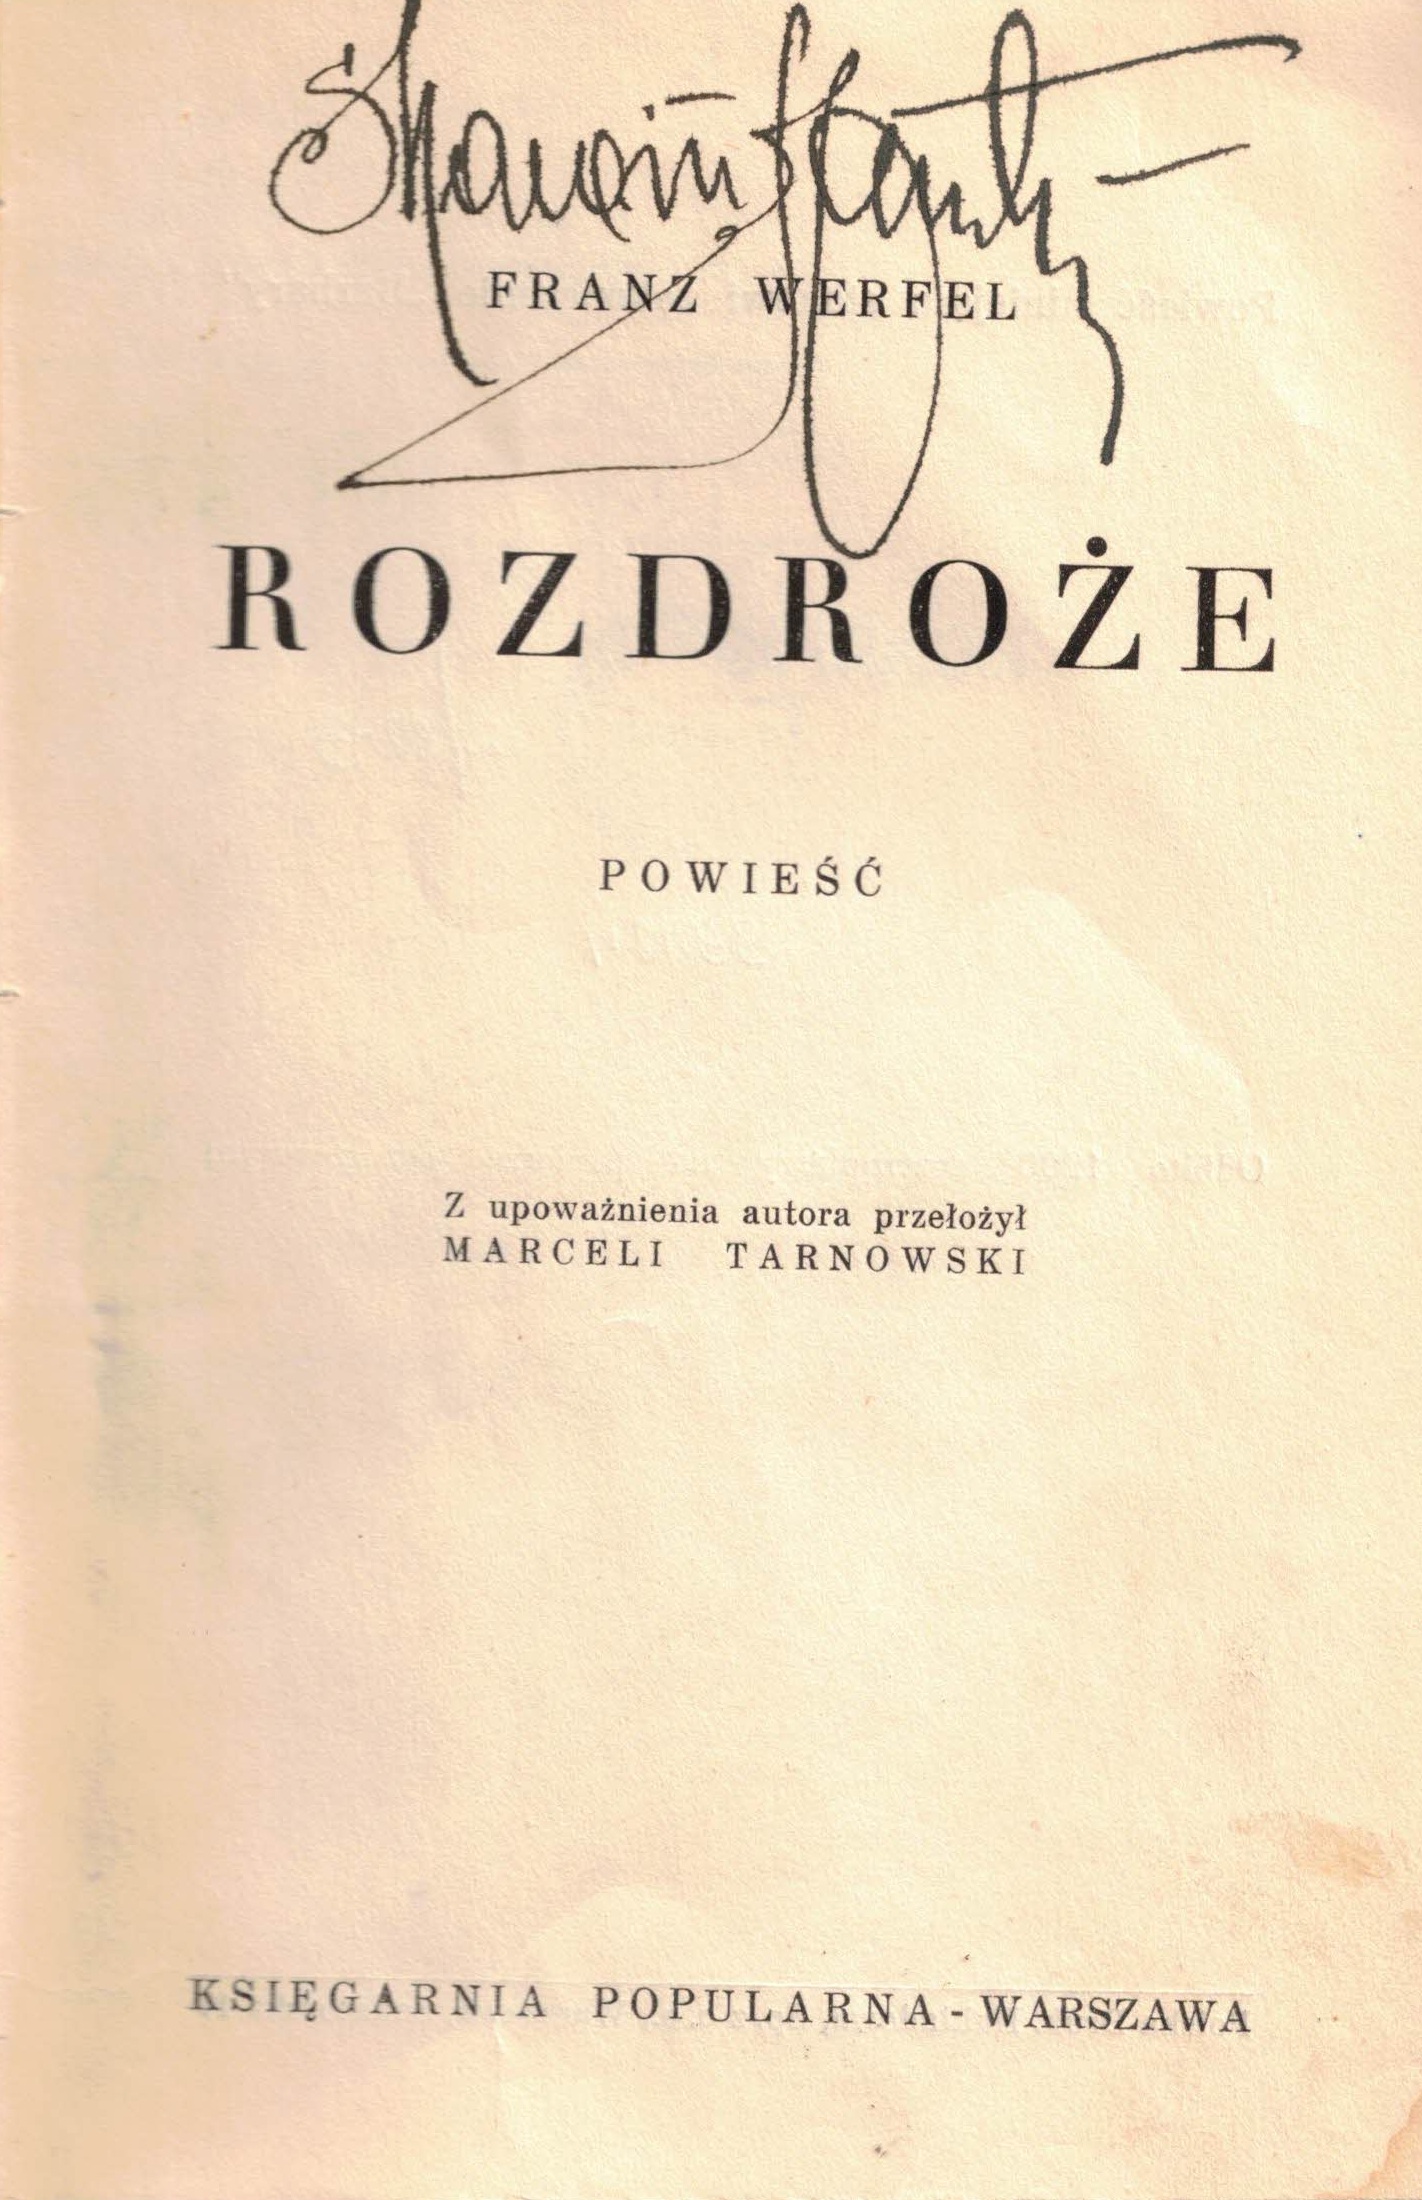 FRANZ WERFEL
ROZDROŻE
POWIEŚĆ
Z upoważnienia autora przełożył
MARCELI TARNOWSKI
KSIĘGARNIA POPULARNA - WARSZAWA